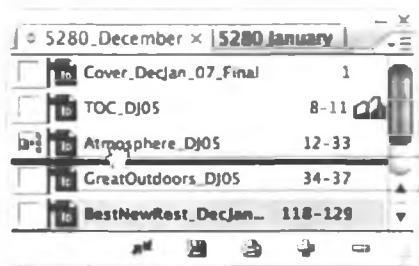 5280_December × 5280 January
Cover_DecJan_07_Final 1
TOC_DJ05 8-11
Atmosphere_DJ05 12-33
GreatOutdoors_DJ05 34-37
BestNewRest_DecJan... 118-129